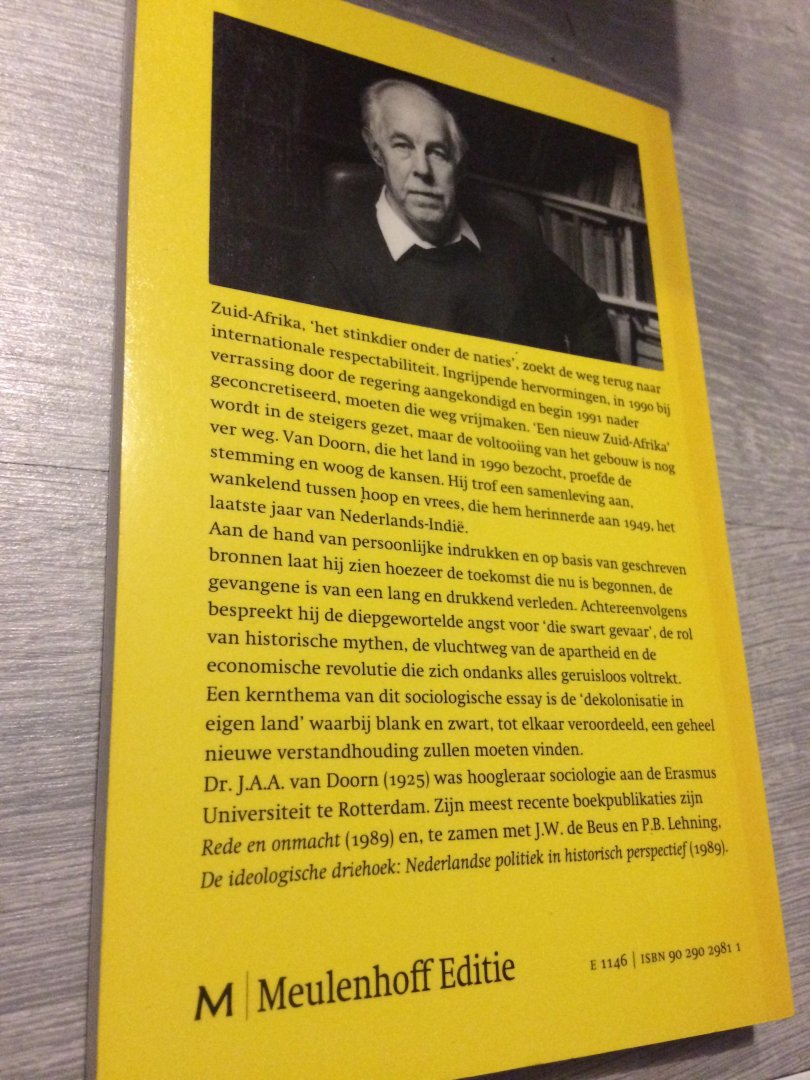 Zuid-Afrika, ‘het stinkdier onder de naties’, zoekt de weg terug naar
internationale respectabiliteit. Ingrijpende hervormingen, in 1990 bij
verrassing door de regering aangekondigd en begin 1991 nader
geconcretiseerd, moeten die weg vrijmaken. ‘Een nieuw Zuid-Afrika’
wordt in de steigers gezet, maar de voltooiing van het gebouw is nog
ver weg. Van Doorn, die het land in 1990 bezocht, proefde de
stemming en woog de kansen. Hij trof een samenleving aan,
wankelend tussen hoop en vrees, die hem herinnerde aan 1949, het
laatste jaar van Nederlands-Indië.
Aan de hand van persoonlijke indrukken en op basis van geschreven
bronnen laat hij zien hoezeer de toekomst die nu is begonnen, de
gevangene is van een lang en drukkend verleden. Achtereenvolgens
bespreekt hij de diepgewortelde angst voor ‘die swart gevaar’, de rol
van historische mythen, de vluchtweg van de apartheid en de
economische revolutie die zich ondanks alles geruisloos voltrekt.
Een kernthema van dit sociologische essay is de ‘dekolonisatie in
eigen land’ waarbij blank en zwart, tot elkaar veroordeeld, een geheel
nieuwe verstandhouding zullen moeten vinden.
Dr. J.A.A. van Doorn (1925) was hoogleraar sociologie aan de Erasmus
Universiteit te Rotterdam. Zijn meest recente boekpublikaties zijn
Rede en onmacht (1989) en, te zamen met J.W. de Beus en P.B. Lehning,
De ideologische driehoek: Nederlandse politiek in historisch perspectief (1989).
M | Meulenhoff Editie
E 1146 | ISBN 90 290 2981 1